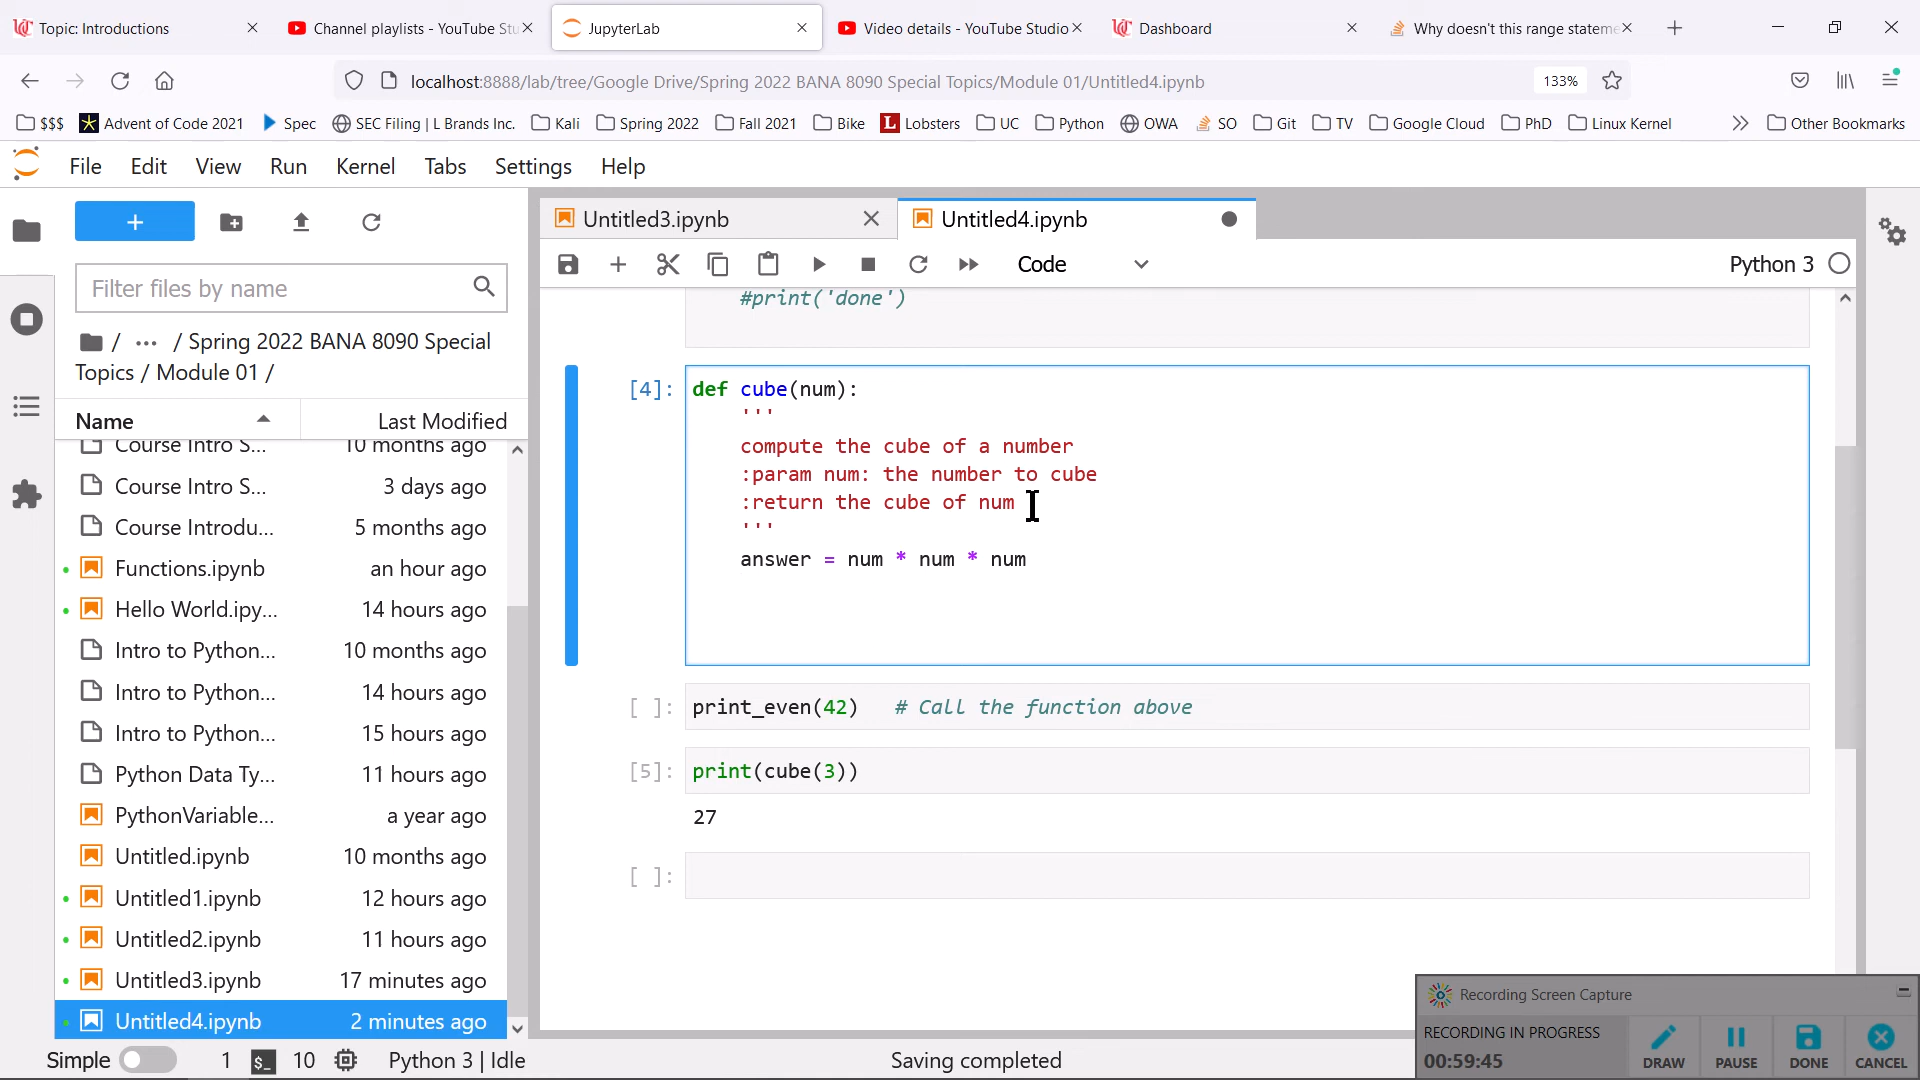 Topic: Introductions
Channel playlists - YouTube Stu
JupyterLab
Video details - YouTube Studio
Dashboard
Why doesn't this range stateme
localhost:8888/lab/tree/Google Drive/Spring 2022 BANA 8090 Special Topics/Module 01/Untitled4.ipynb
133%
$$$ Advent of Code 2021 Spec SEC Filing | L Brands Inc. Kali Spring 2022 Fall 2021 Bike Lobsters UC Python OWA SO Git TV Google Cloud PhD Linux Kernel Other Bookmarks
File Edit View Run Kernel Tabs Settings Help
+
Filter files by name
/ ··· / Spring 2022 BANA 8090 Special
Topics / Module 01 /
Name Last Modified
Course Intro S... 10 months ago
Course Intro S... 3 days ago
Course Introdu... 5 months ago
Functions.ipynb an hour ago
Hello World.ipy... 14 hours ago
Intro to Python... 10 months ago
Intro to Python... 14 hours ago
Intro to Python... 15 hours ago
Python Data Ty... 11 hours ago
PythonVariable... a year ago
Untitled.ipynb 10 months ago
Untitled1.ipynb 12 hours ago
Untitled2.ipynb 11 hours ago
Untitled3.ipynb 17 minutes ago
Untitled4.ipynb 2 minutes ago
Untitled3.ipynb
Untitled4.ipynb
Code
Python 3
#print('done')
[4]: def cube(num):
'''
compute the cube of a number
:param num: the number to cube
:return the cube of num
'''
answer = num * num * num
[ ]: print_even(42) # Call the function above
[5]: print(cube(3))
27
[ ]:
Simple 1 $_ 10 Python 3 | Idle Saving completed
Recording Screen Capture
RECORDING IN PROGRESS
00:59:45
DRAW PAUSE DONE CANCEL